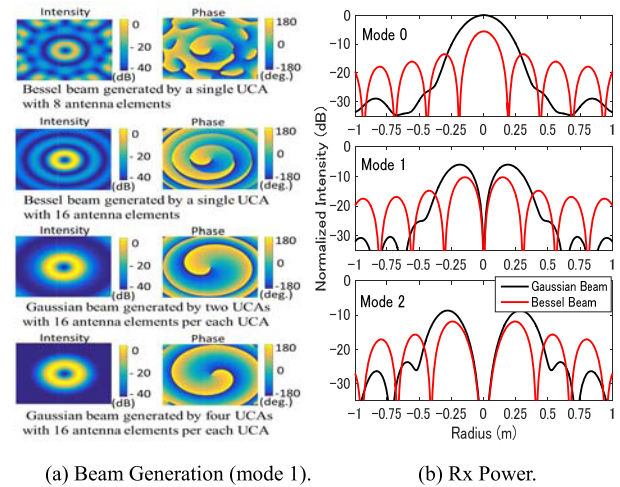 (a)
Intensity
Phase
0
-20
-40
(dB)
180
0
-180
(deg.)
Bessel beam generated by a single UCA
with 8 antenna elements
Intensity
Phase
0
-20
-40
(dB)
180
0
-180
(deg.)
Bessel beam generated by a single UCA
with 16 antenna elements
Intensity
Phase
0
-20
-40
(dB)
180
0
-180
(deg.)
Gaussian beam generated by two UCAs
with 16 antenna elements per each UCA
Intensity
Phase
0
-20
-40
(dB)
180
0
-180
(deg.)
Gaussian beam generated by four UCAs
with 16 antenna elements per each UCA
(b)
Normalized Intensity (dB)
Mode 0
0
-10
-20
-30
-1 -0.75 -0.5 -0.25 0 0.25 0.5 0.75 1
Mode 1
0
-10
-20
-30
-1 -0.75 -0.5 -0.25 0 0.25 0.5 0.75 1
Mode 2
0
-10
-20
-30
Gaussian Beam
Bessel Beam
-1 -0.75 -0.5 -0.25 0 0.25 0.5 0.75 1
Radius (m)
(a) Beam Generation (mode 1).
(b) Rx Power.